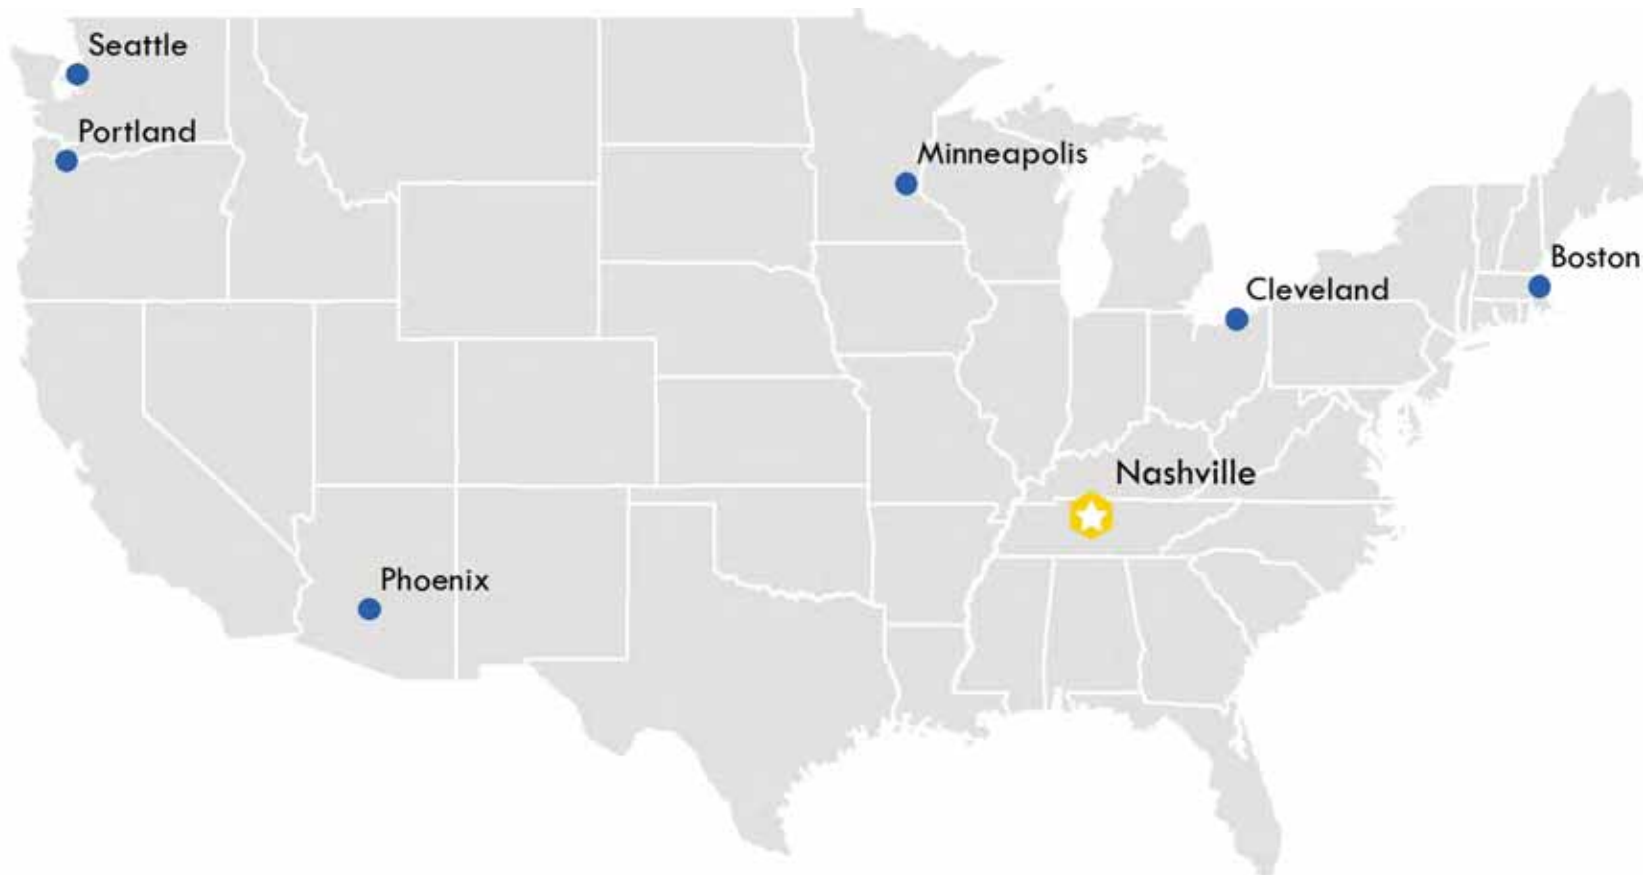 Seattle
Portland
Minneapolis
Boston
Cleveland
Nashville
Phoenix